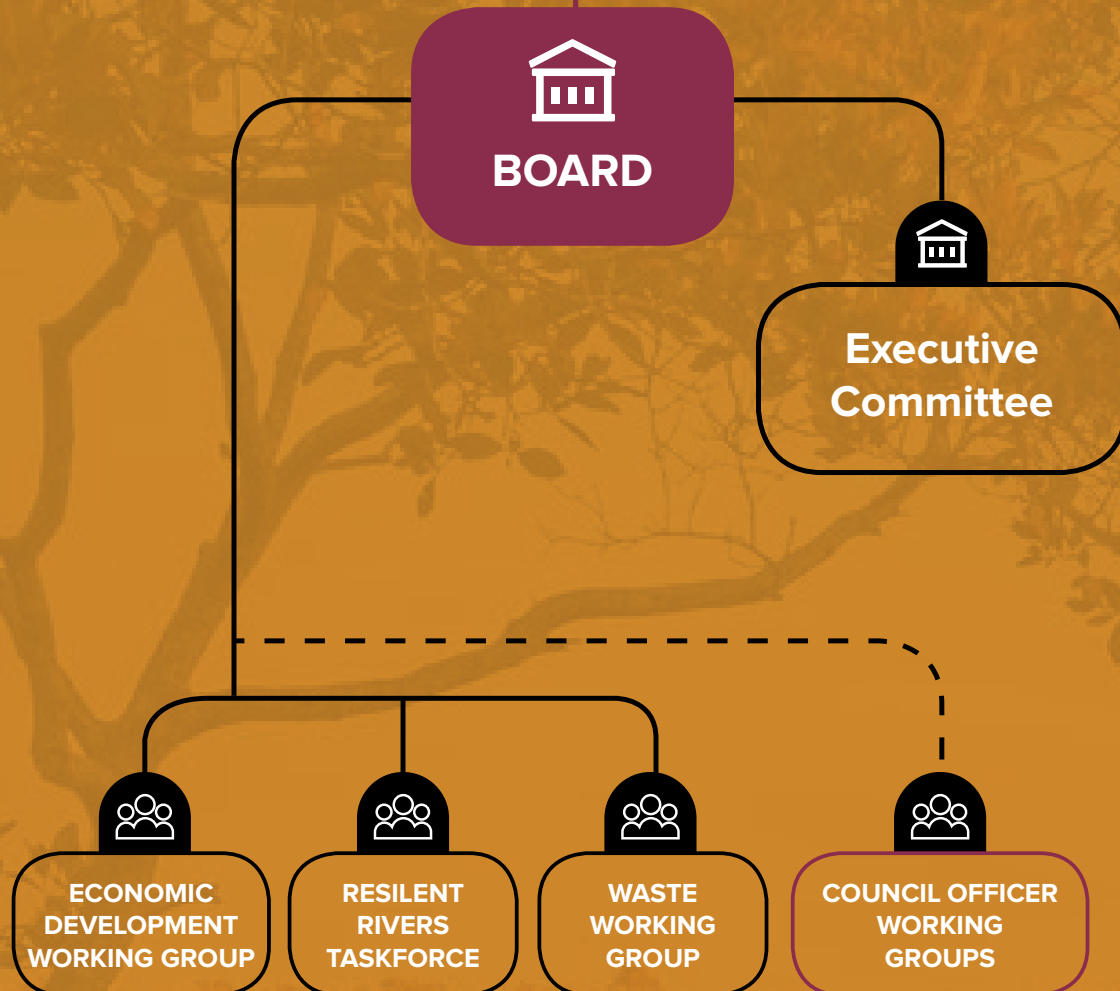 BOARD
Executive
Committee
ECONOMIC
DEVELOPMENT
WORKING GROUP
RESILENT
RIVERS
TASKFORCE
WASTE
WORKING
GROUP
COUNCIL OFFICER
WORKING
GROUPS